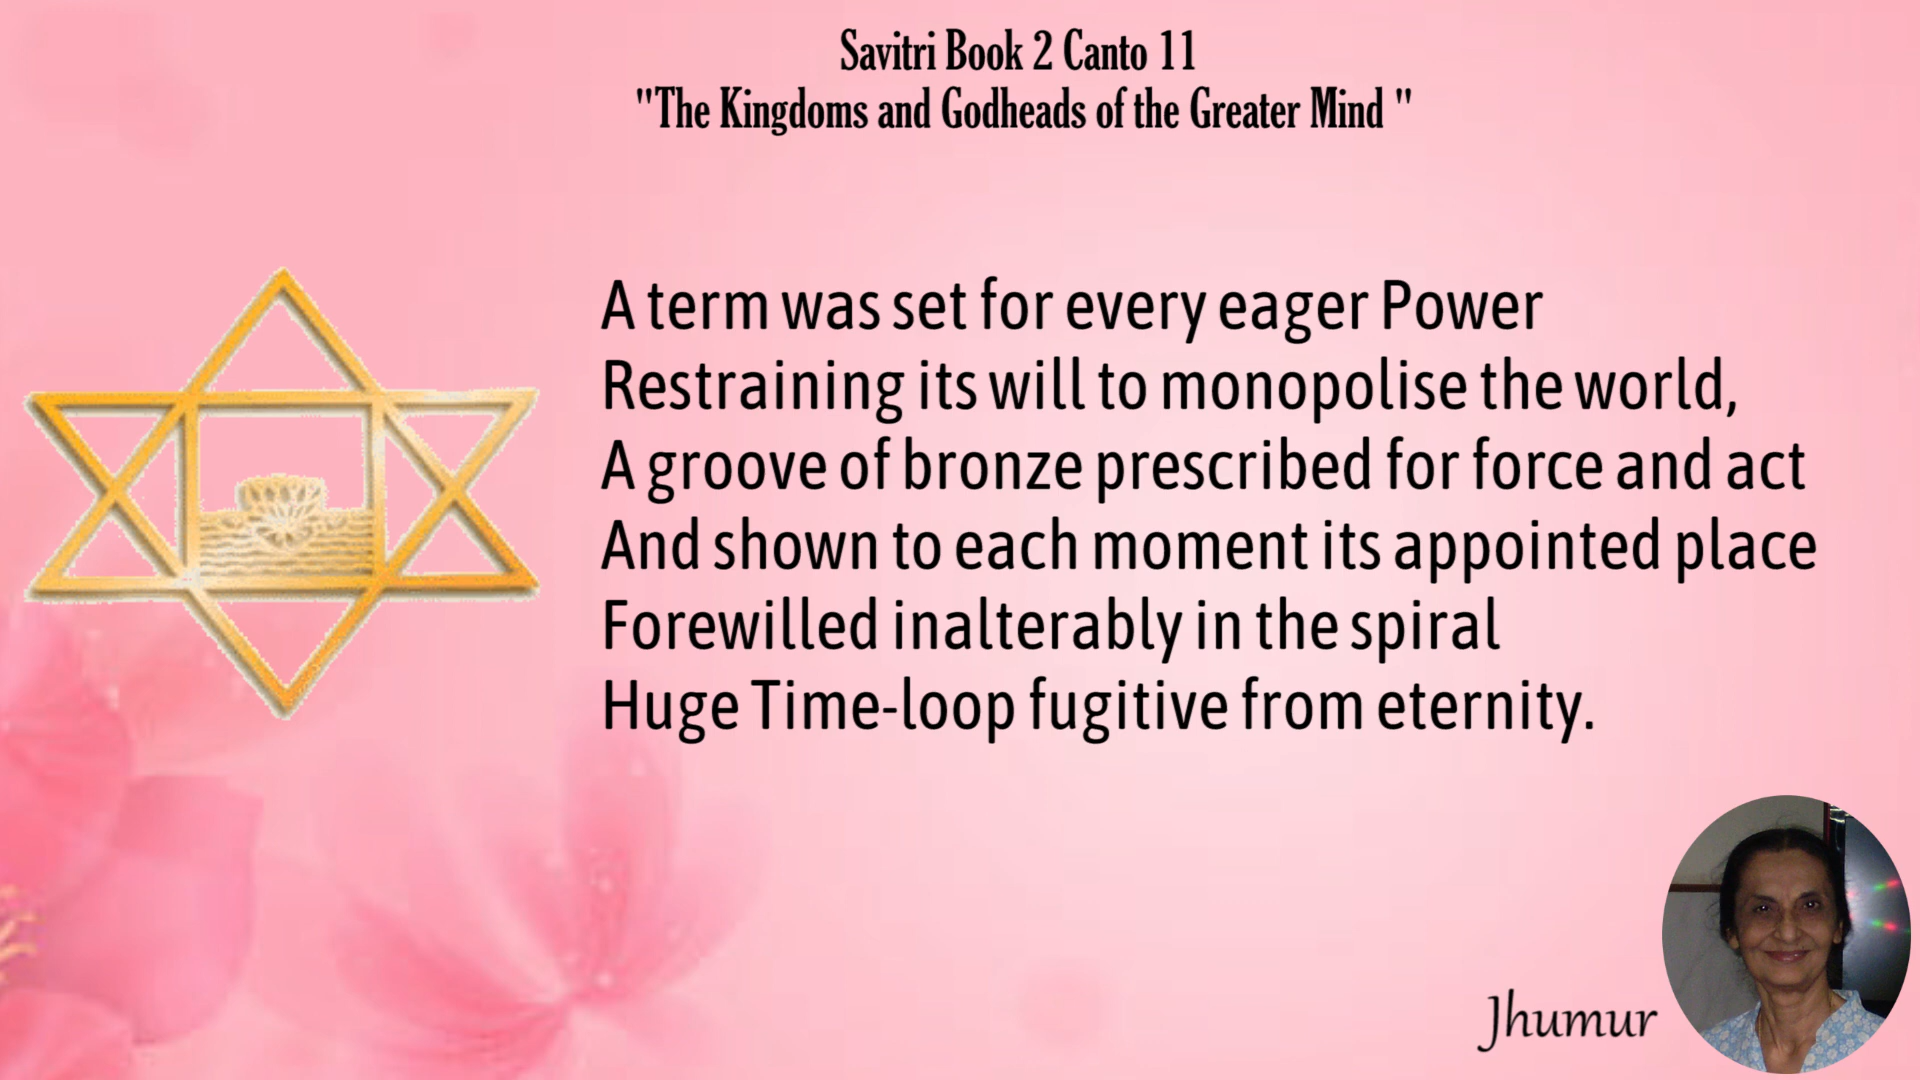 Savitri Book 2 Canto 11
"The Kingdoms and Godheads of the Greater Mind "
A term was set for every eager Power
Restraining its will to monopolise the world,
A groove of bronze prescribed for force and act
And shown to each moment its appointed place
Forewilled inalterably in the spiral
Huge Time-loop fugitive from eternity.
Jhumur